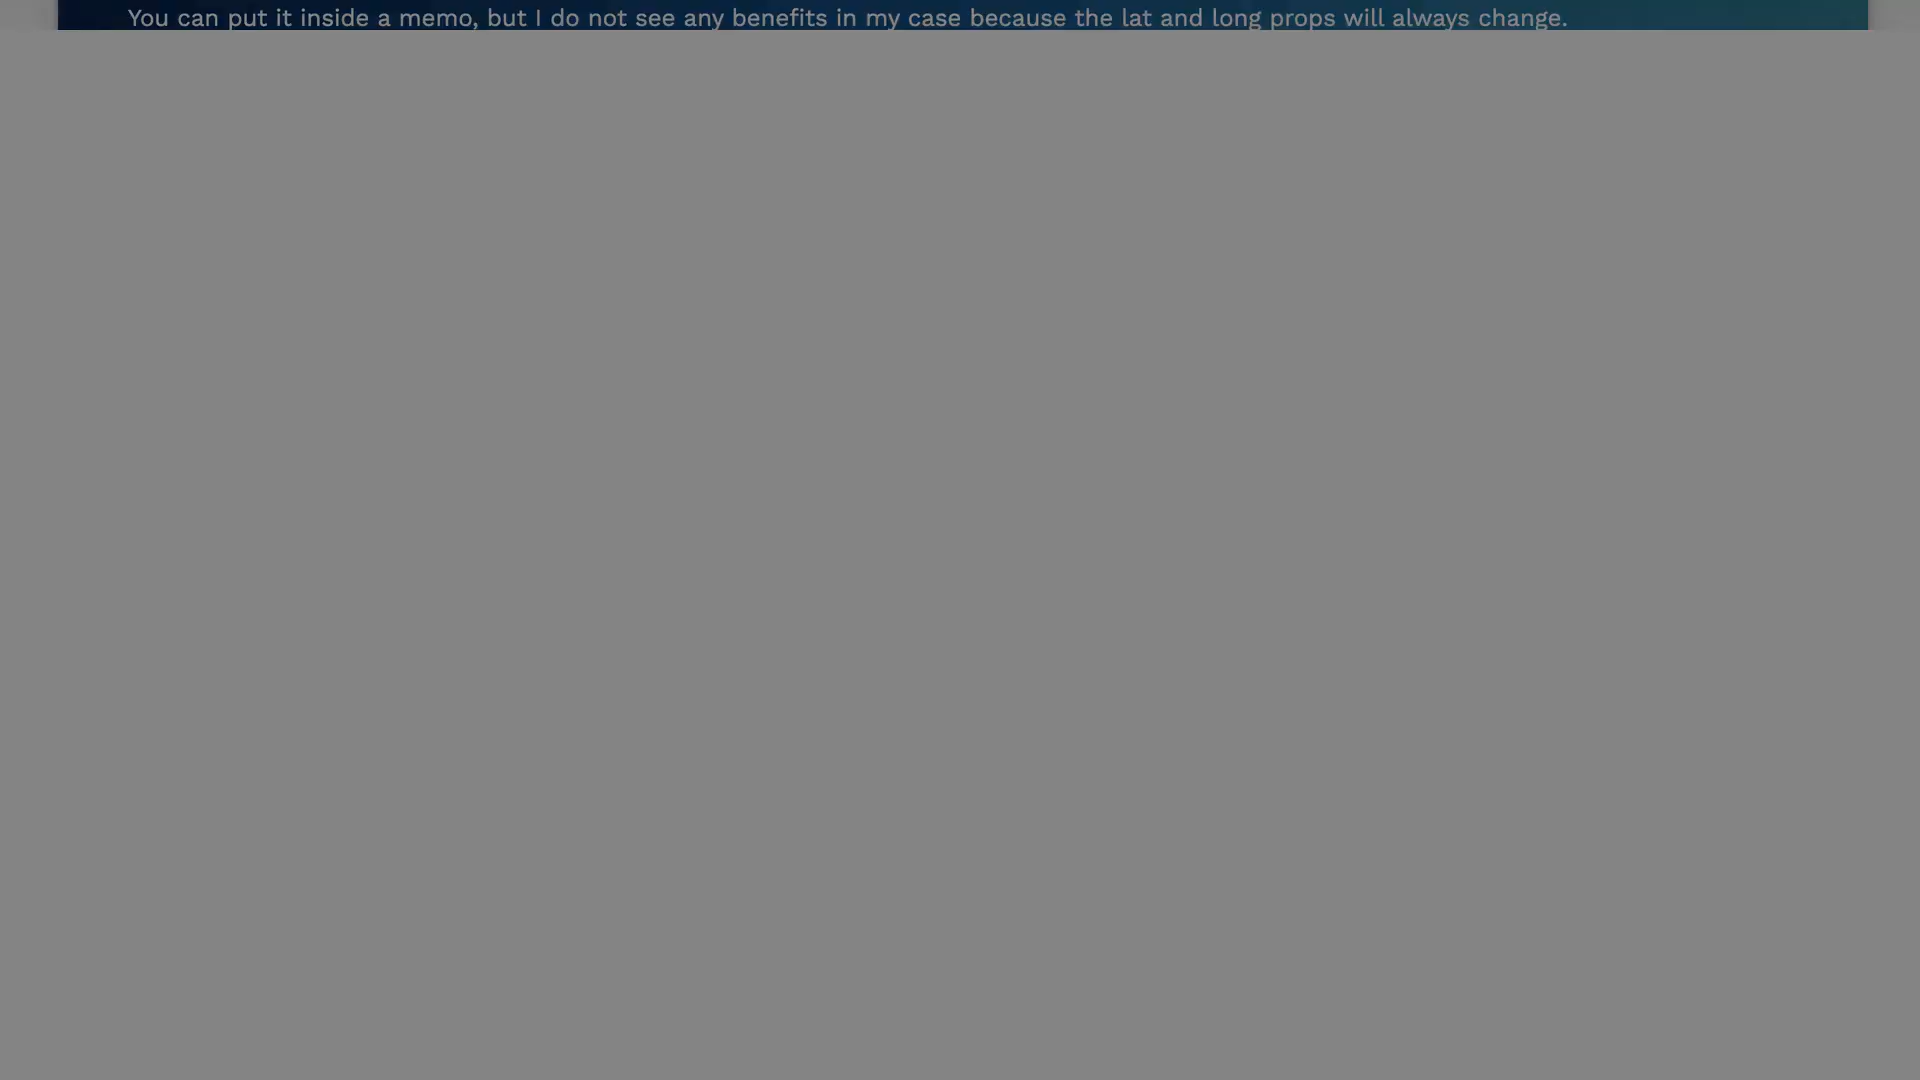 You can put it inside a memo, but I do not see any benefits in my case because the lat and long props will always change.